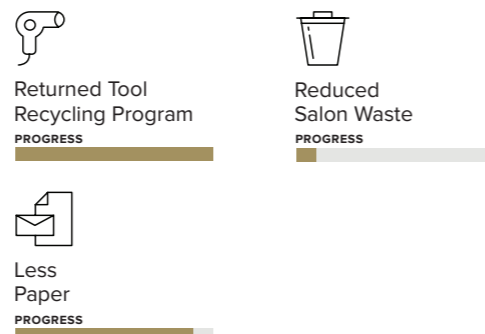 Returned Tool
Recycling Program
PROGRESS
Reduced
Salon Waste
PROGRESS
Less
Paper
PROGRESS